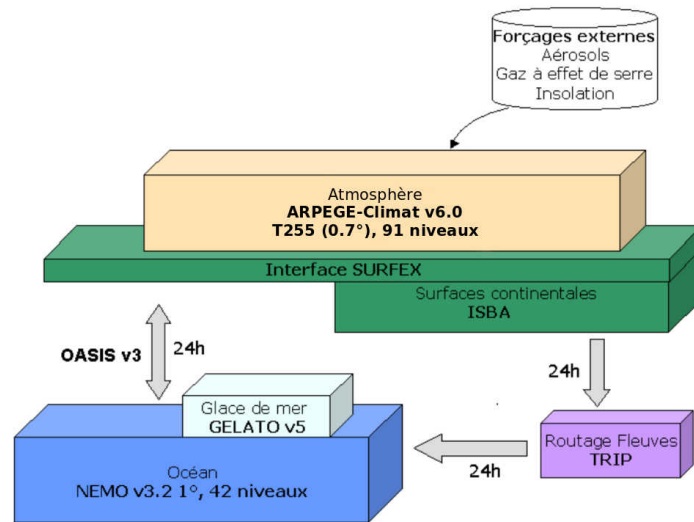 Forçages externes
Aérosols
Gaz à effet de serre
Insolation
Atmosphère
ARPEGE-Climat v6.0
T255 (0.7°), 91 niveaux
Interface SURFEX
Surfaces continentales
ISBA
OASIS v3
24h
24h
Glace de mer
GELATO v5
Routage Fleuves
TRIP
Océan
NEMO v3.2 1°, 42 niveaux
24h